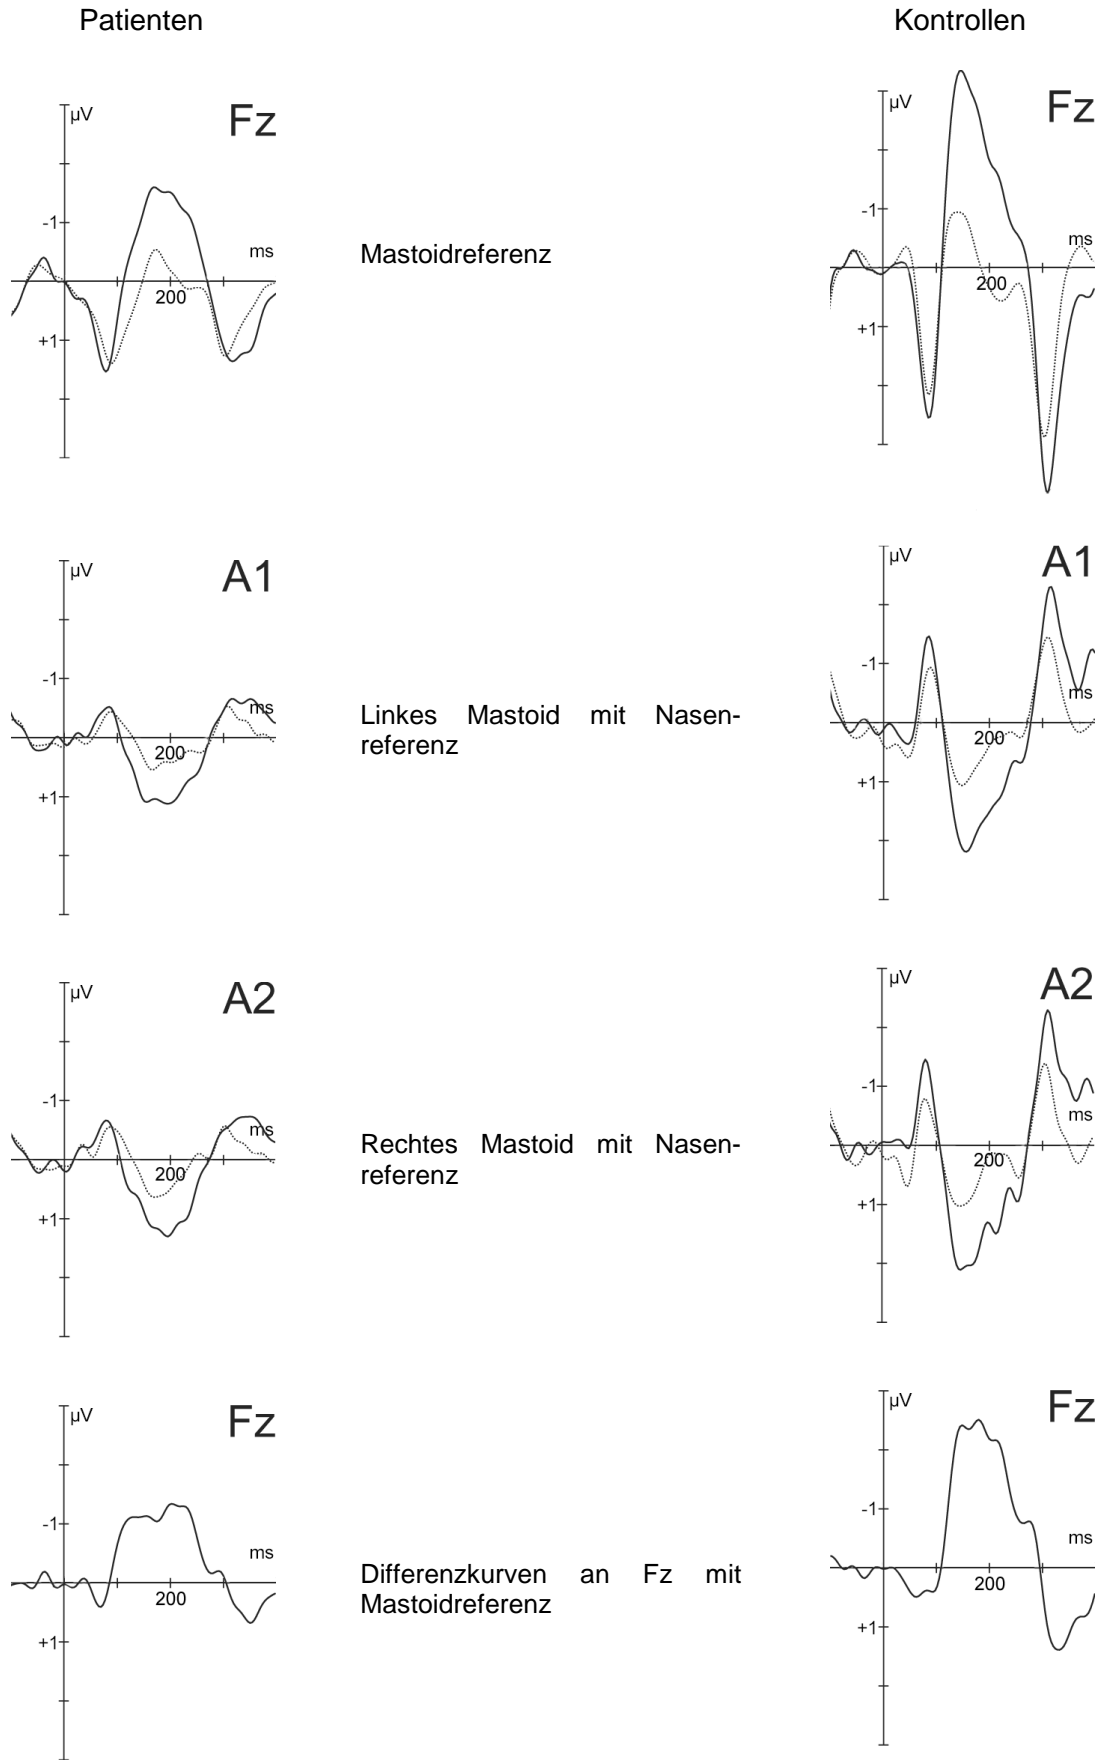 Patienten
Kontrollen
µV
Fz
-1
ms
200
+1
Mastoidreferenz
µV
Fz
-1
ms
200
+1
µV
A1
-1
ms
200
+1
Linkes Mastoid mit Nasen-
referenz
µV
A1
-1
ms
200
+1
µV
A2
-1
ms
200
+1
Rechtes Mastoid mit Nasen-
referenz
µV
A2
-1
ms
200
+1
µV
Fz
-1
ms
200
+1
Differenzkurven an Fz mit
Mastoidreferenz
µV
Fz
-1
ms
200
+1